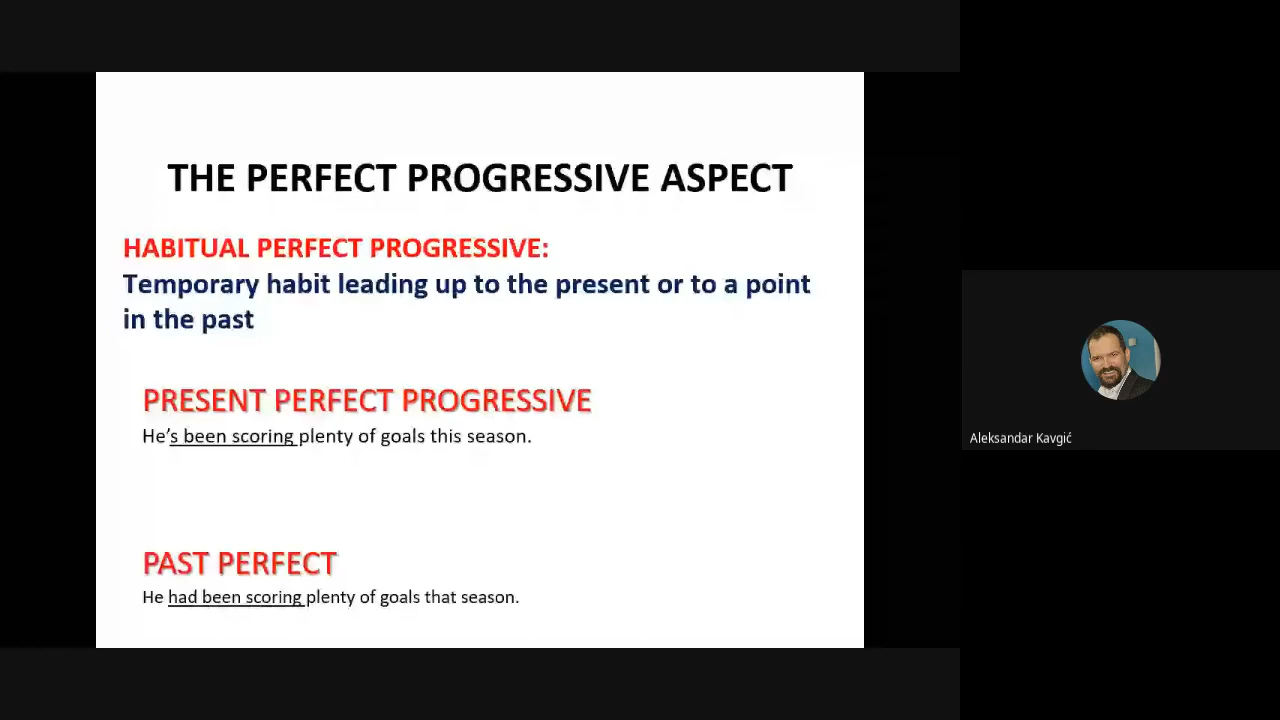 THE PERFECT PROGRESSIVE ASPECT
HABITUAL PERFECT PROGRESSIVE:
Temporary habit leading up to the present or to a point
in the past
PRESENT PERFECT PROGRESSIVE
He's been scoring plenty of goals this season.
PAST PERFECT
He had been scoring plenty of goals that season.
Aleksandar Kavgić